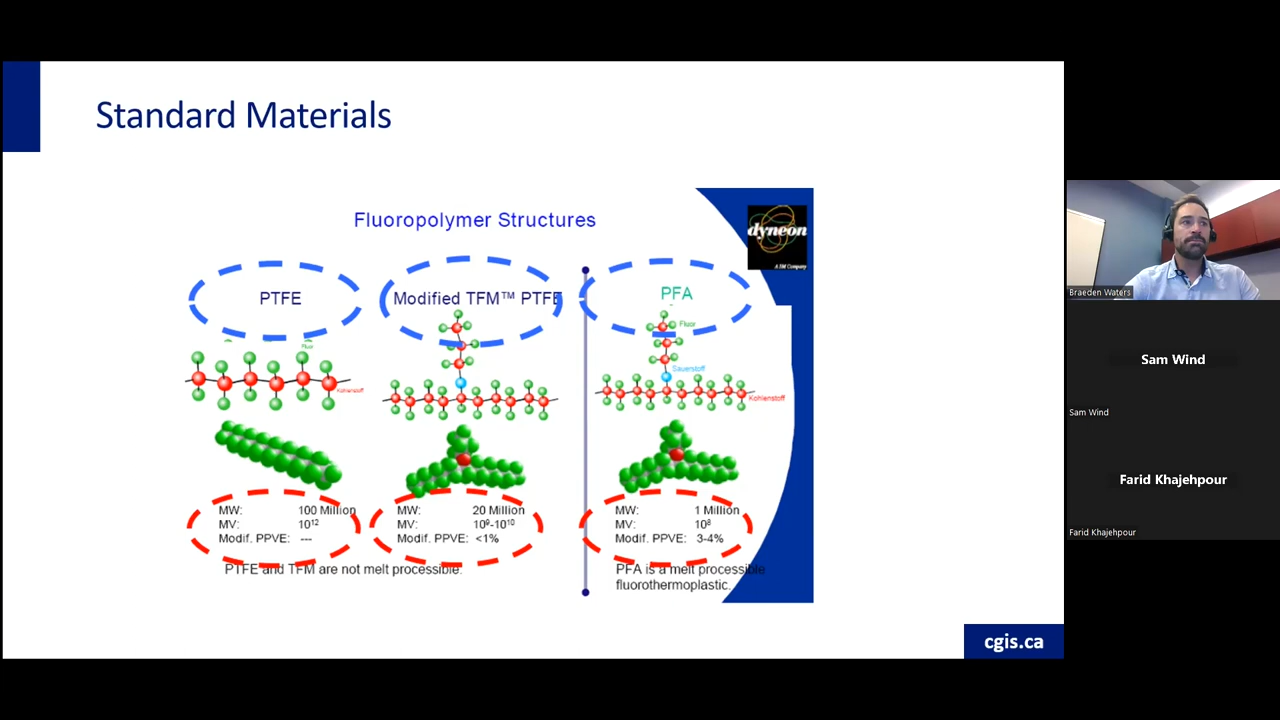 Standard Materials
Fluoropolymer Structures
dyneon
A 3M Company
PTFE
Modified TFM™ PTFE
PFA
Fluor
Kohlenstoff
Fluor
Sauerstoff
Kohlenstoff
MW: 100 Million
MV: 10¹²
Modif. PPVE: ---
MW: 20 Million
MV: 10⁹-10¹⁰
Modif. PPVE: <1%
MW: 1 Million
MV: 10⁸
Modif. PPVE: 3-4%
PTFE and TFM are not melt processible.
PFA is a melt processible
fluorothermoplastic.
cgis.ca
Braeden Waters
Sam Wind
Sam Wind
Farid Khajehpour
Farid Khajehpour